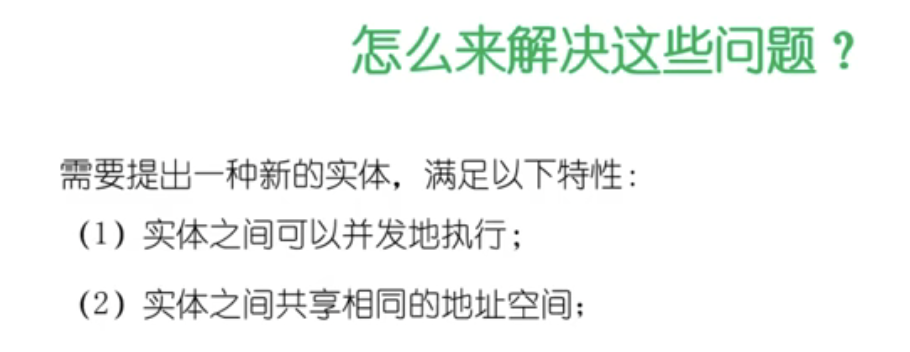 怎么来解决这些问题？
需要提出一种新的实体，满足以下特性：
（1）实体之间可以并发地执行；
（2）实体之间共享相同的地址空间；